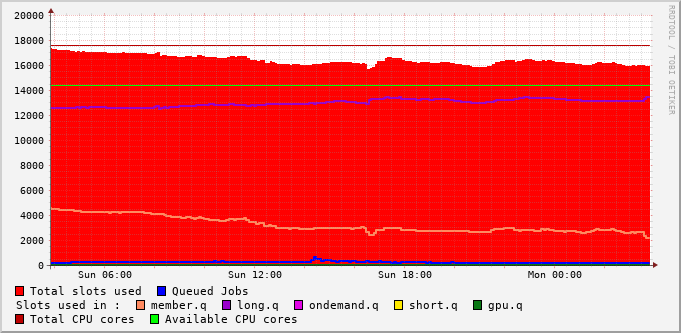 20000
18000
16000
14000
12000
10000
8000
6000
4000
2000
0
Sun 06:00 Sun 12:00 Sun 18:00 Mon 00:00
RRDTOOL / TOBI OETIKER
Total slots used Queued Jobs
Slots used in : member.q long.q ondemand.q short.q gpu.q
Total CPU cores Available CPU cores